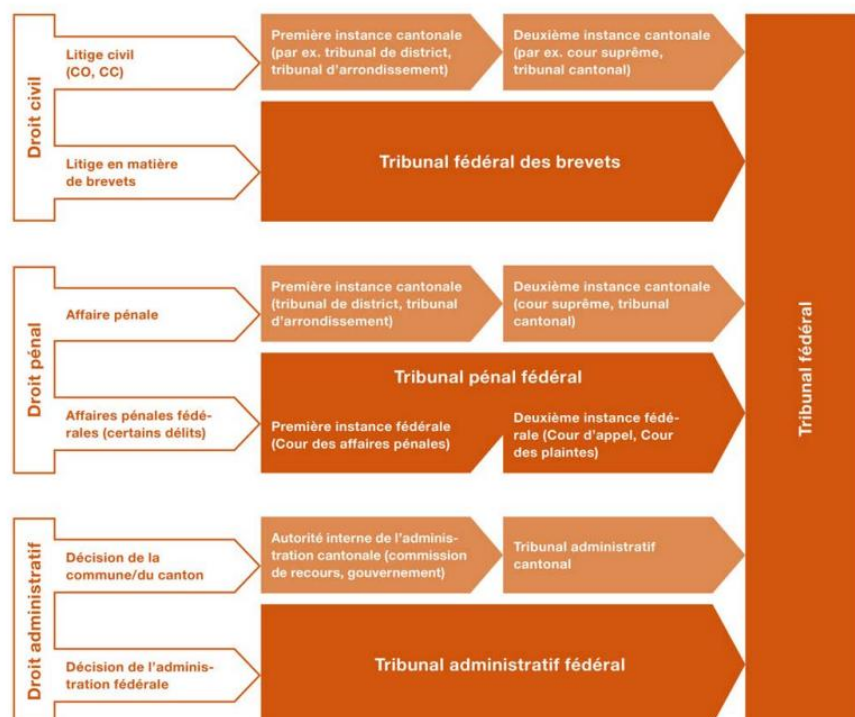 Droit civil
Litige civil
(CO, CC)
Première instance cantonale
(par ex. tribunal de district,
tribunal d'arrondissement)
Deuxième instance cantonale
(par ex. cour suprême,
tribunal cantonal)
Litige en matière
de brevets
Tribunal fédéral des brevets
Droit pénal
Affaire pénale
Première instance cantonale
(tribunal de district, tribunal
d'arrondissement)
Deuxième instance cantonale
(cour suprême, tribunal
cantonal)
Affaires pénales fédé-
rales (certains délits)
Tribunal pénal fédéral
Première instance fédérale
(Cour des affaires pénales)
Deuxième instance fédé-
rale (Cour d'appel, Cour
des plaintes)
Droit administratif
Décision de la
commune/du canton
Autorité interne de l'adminis-
tration cantonale (commission
de recours, gouvernement)
Tribunal administratif
cantonal
Décision de l'adminis-
tration fédérale
Tribunal administratif fédéral
Tribunal fédéral